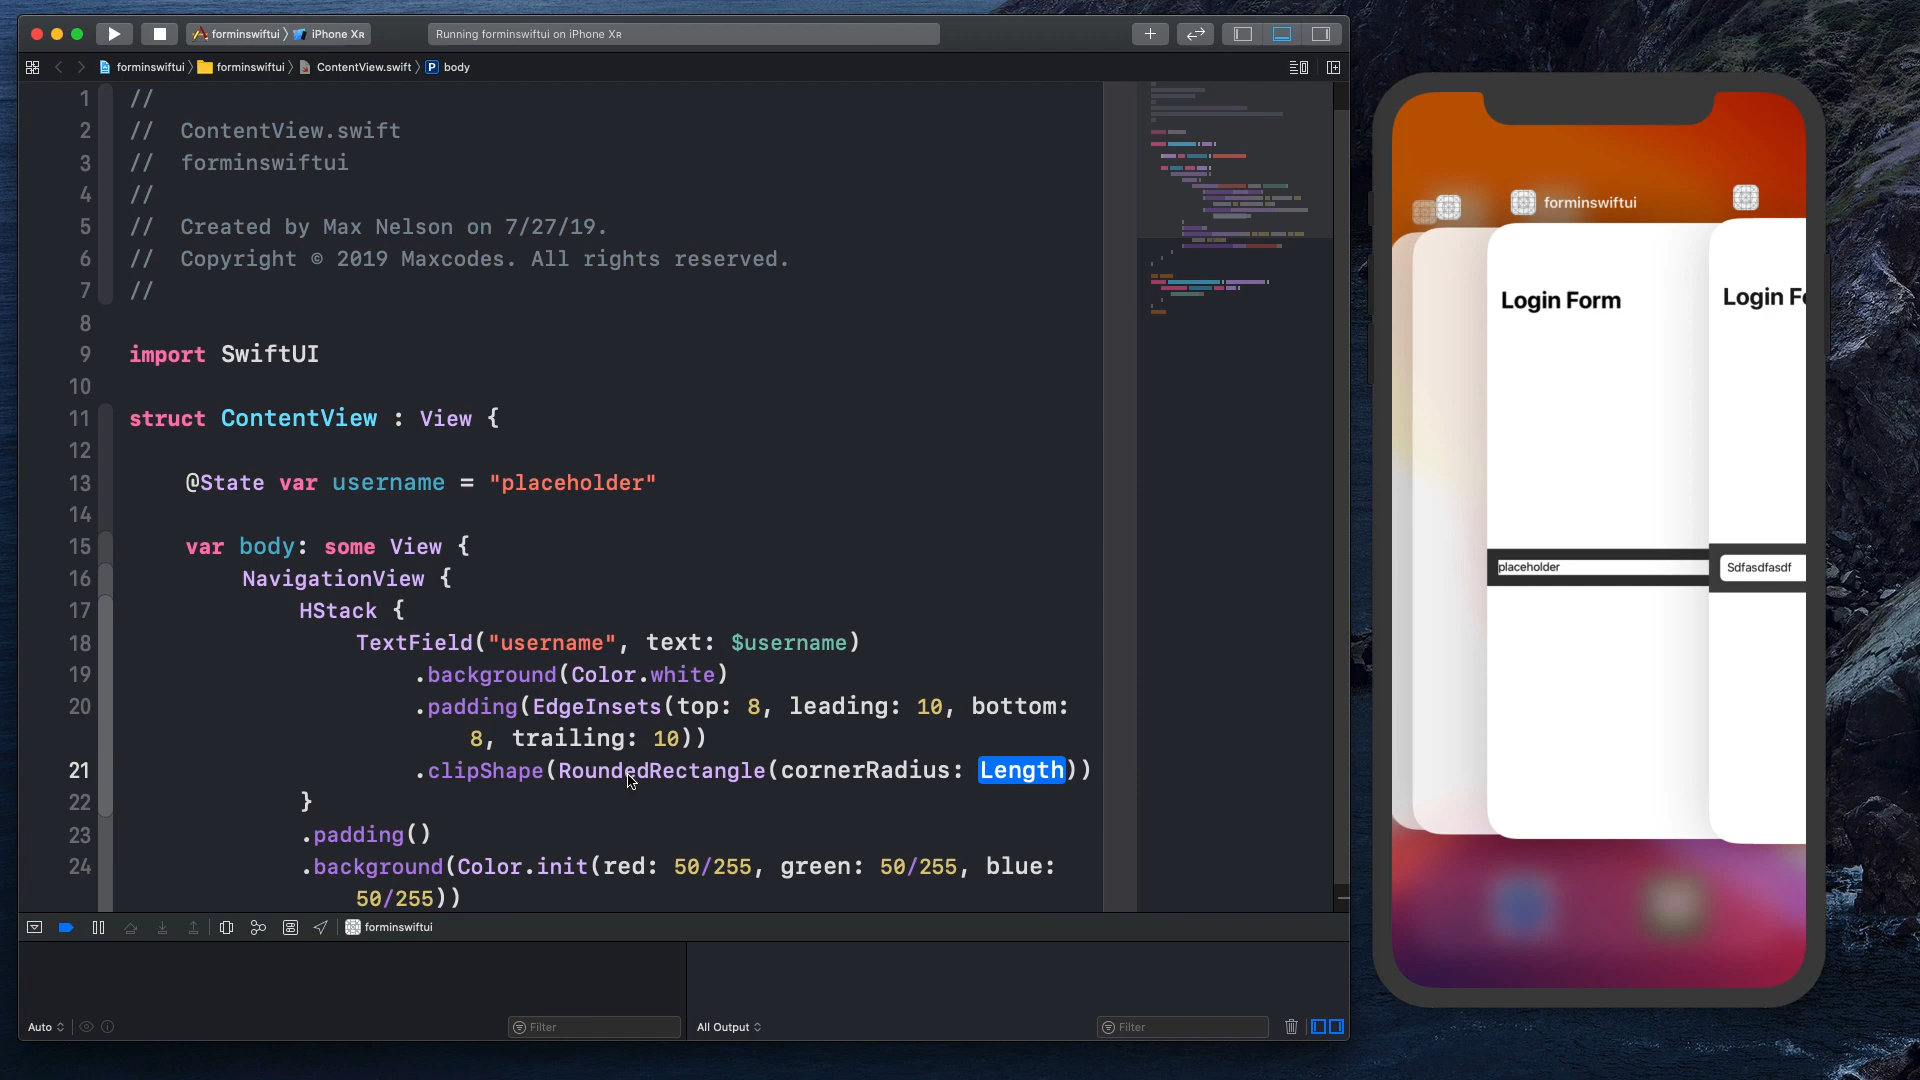 forminswiftui iPhone XR
Running forminswiftui on iPhone XR
forminswiftui forminswiftui ContentView.swift P body
1 //
2 // ContentView.swift
3 // forminswiftui
4 //
5 // Created by Max Nelson on 7/27/19.
6 // Copyright © 2019 Maxcodes. All rights reserved.
7 //
8
9 import SwiftUI
10
11 struct ContentView : View {
12
13 @State var username = "placeholder"
14
15 var body: some View {
16 NavigationView {
17 HStack {
18 TextField("username", text: $username)
19 .background(Color.white)
20 .padding(EdgeInsets(top: 8, leading: 10, bottom:
8, trailing: 10))
21 .clipShape(RoundedRectangle(cornerRadius: Length))
22 }
23 .padding()
24 .background(Color.init(red: 50/255, green: 50/255, blue:
50/255))
forminswiftui
Auto
Filter
All Output
Filter
forminswiftui
Login Form
Login Fo
placeholder
Sdfasdfasdf